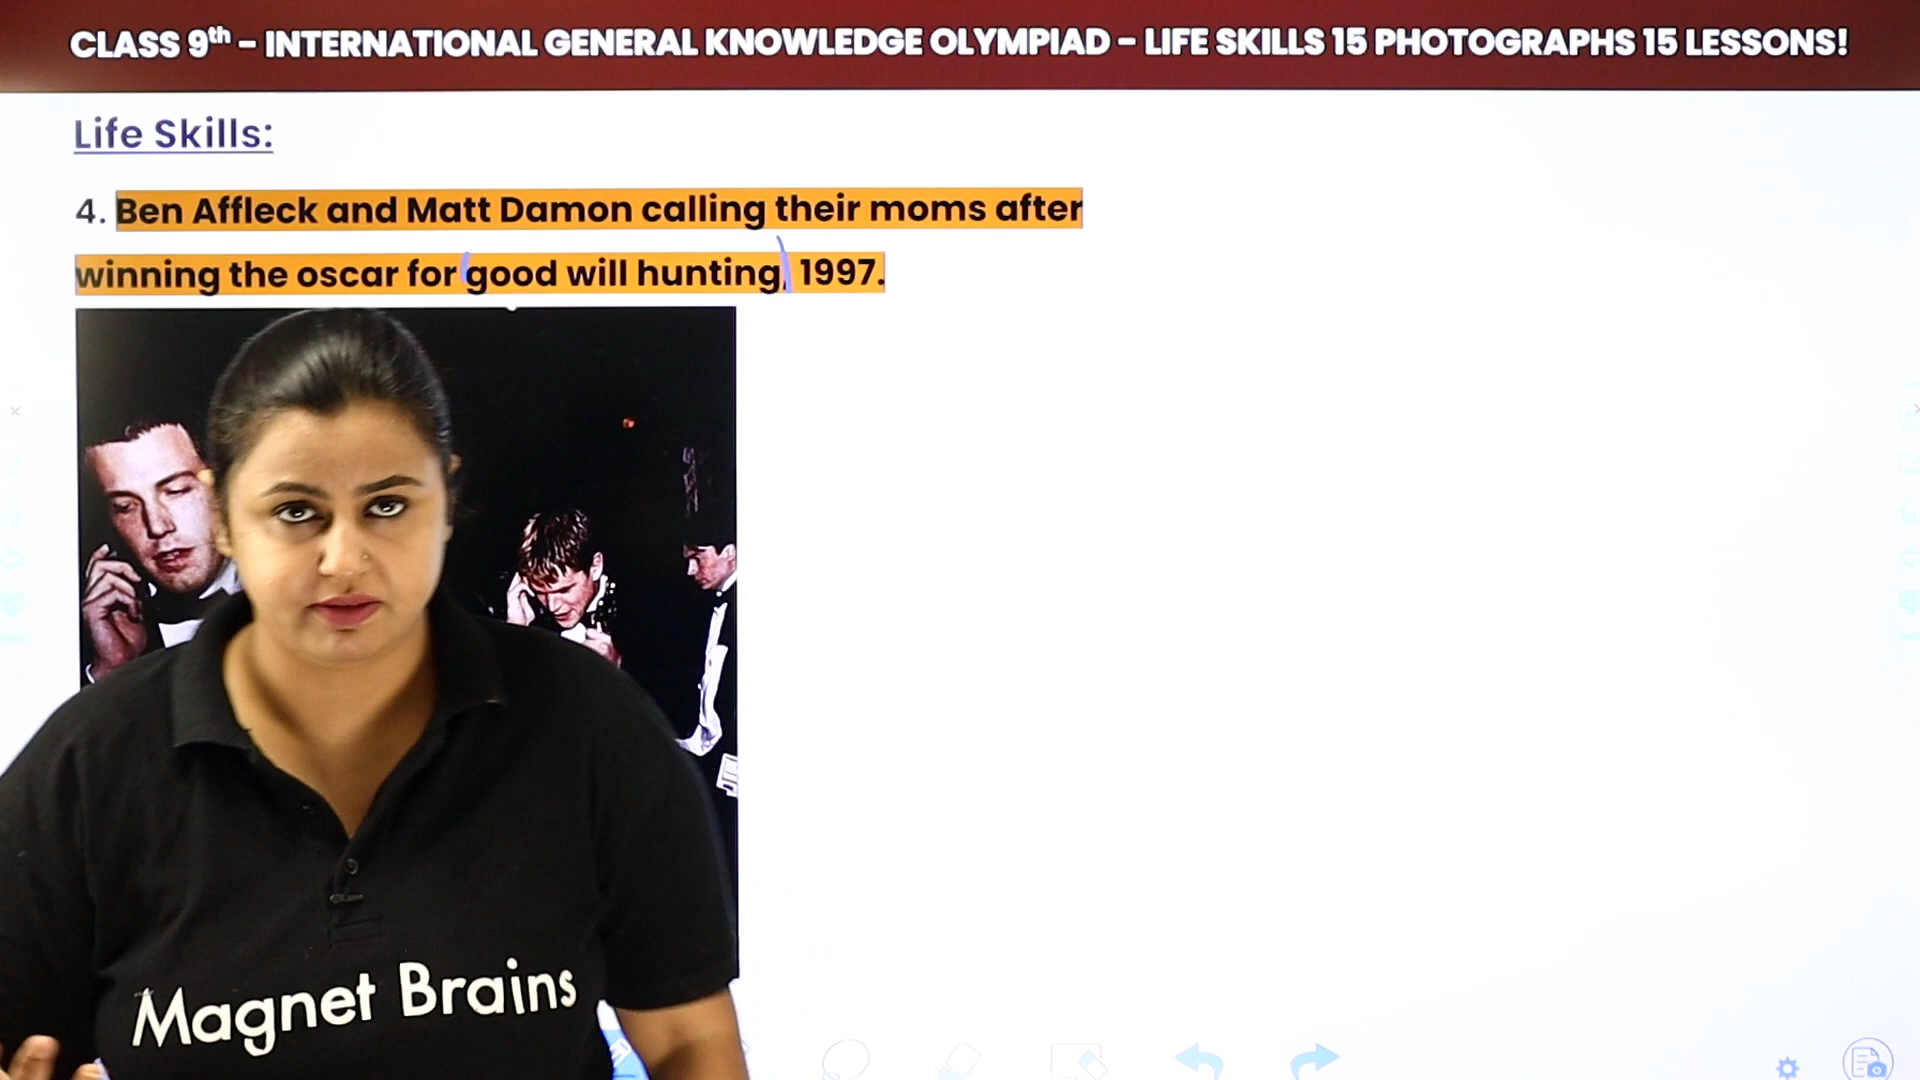 CLASS 9th – INTERNATIONAL GENERAL KNOWLEDGE OLYMPIAD – LIFE SKILLS 15 PHOTOGRAPHS 15 LESSONS!
Life Skills:
4. Ben Affleck and Matt Damon calling their moms after
winning the oscar for good will hunting, 1997.
Magnet Brains